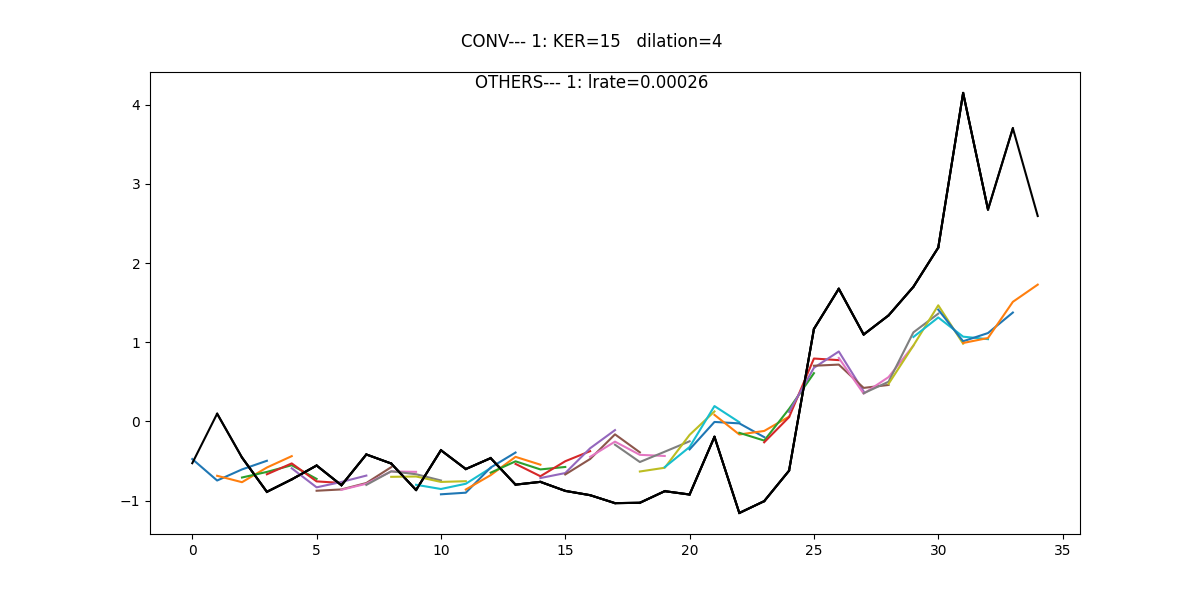 CONV--- 1: KER=15   dilation=4
OTHERS--- 1: lrate=0.00026
4
3
2
1
0
−1
0 5 10 15 20 25 30 35